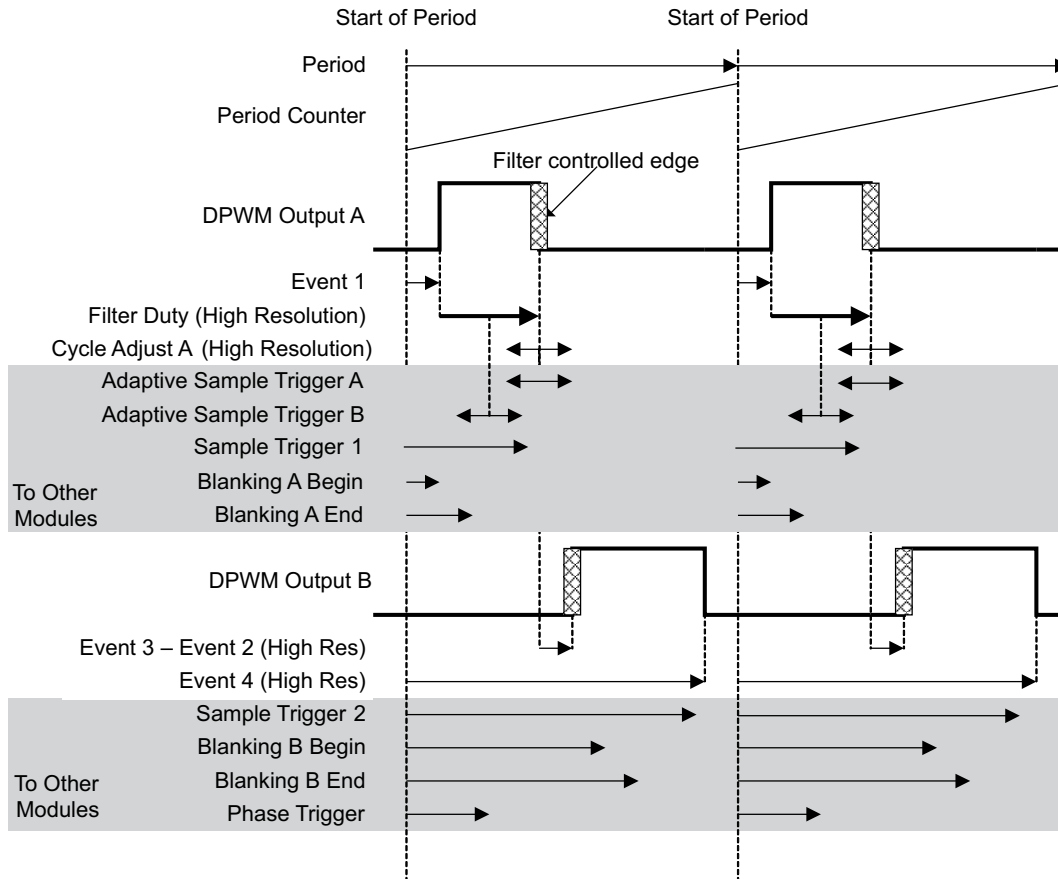 Start of Period
Start of Period
Period
Period Counter
Filter controlled edge
DPWM Output A
Event 1
Filter Duty (High Resolution)
Cycle Adjust A (High Resolution)
Adaptive Sample Trigger A
Adaptive Sample Trigger B
Sample Trigger 1
Blanking A Begin
To Other
Modules
Blanking A End
DPWM Output B
Event 3 – Event 2 (High Res)
Event 4 (High Res)
Sample Trigger 2
Blanking B Begin
Blanking B End
To Other
Modules
Phase Trigger